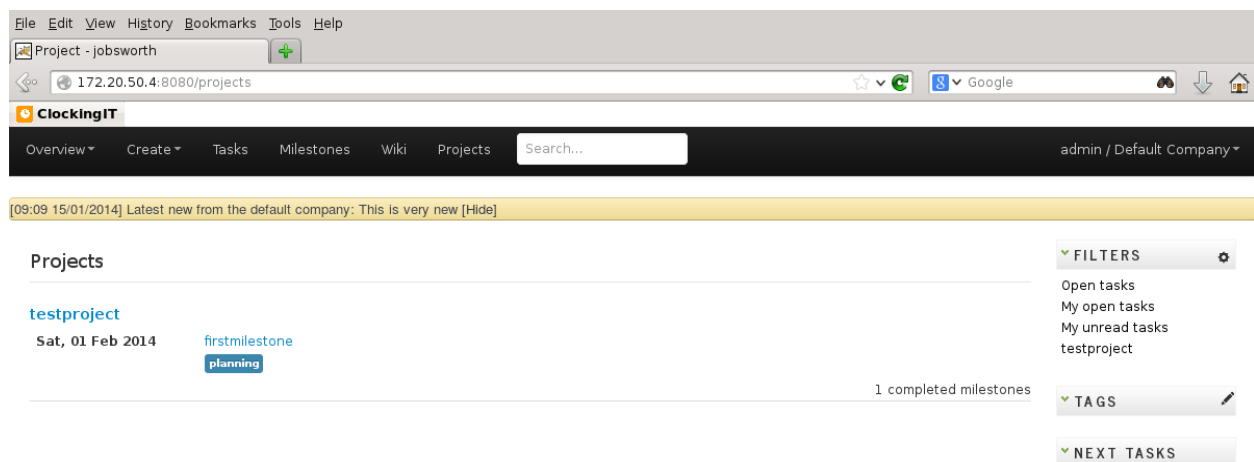 File Edit View History Bookmarks Tools Help
Project - jobsworth
172.20.50.4:8080/projects
Google
ClockingIT
Overview Create Tasks Milestones Wiki Projects Search... admin / Default Company
[09:09 15/01/2014] Latest new from the default company: This is very new [Hide]
Projects
testproject
Sat, 01 Feb 2014 firstmilestone
planning
1 completed milestones
FILTERS
Open tasks
My open tasks
My unread tasks
testproject
TAGS
NEXT TASKS